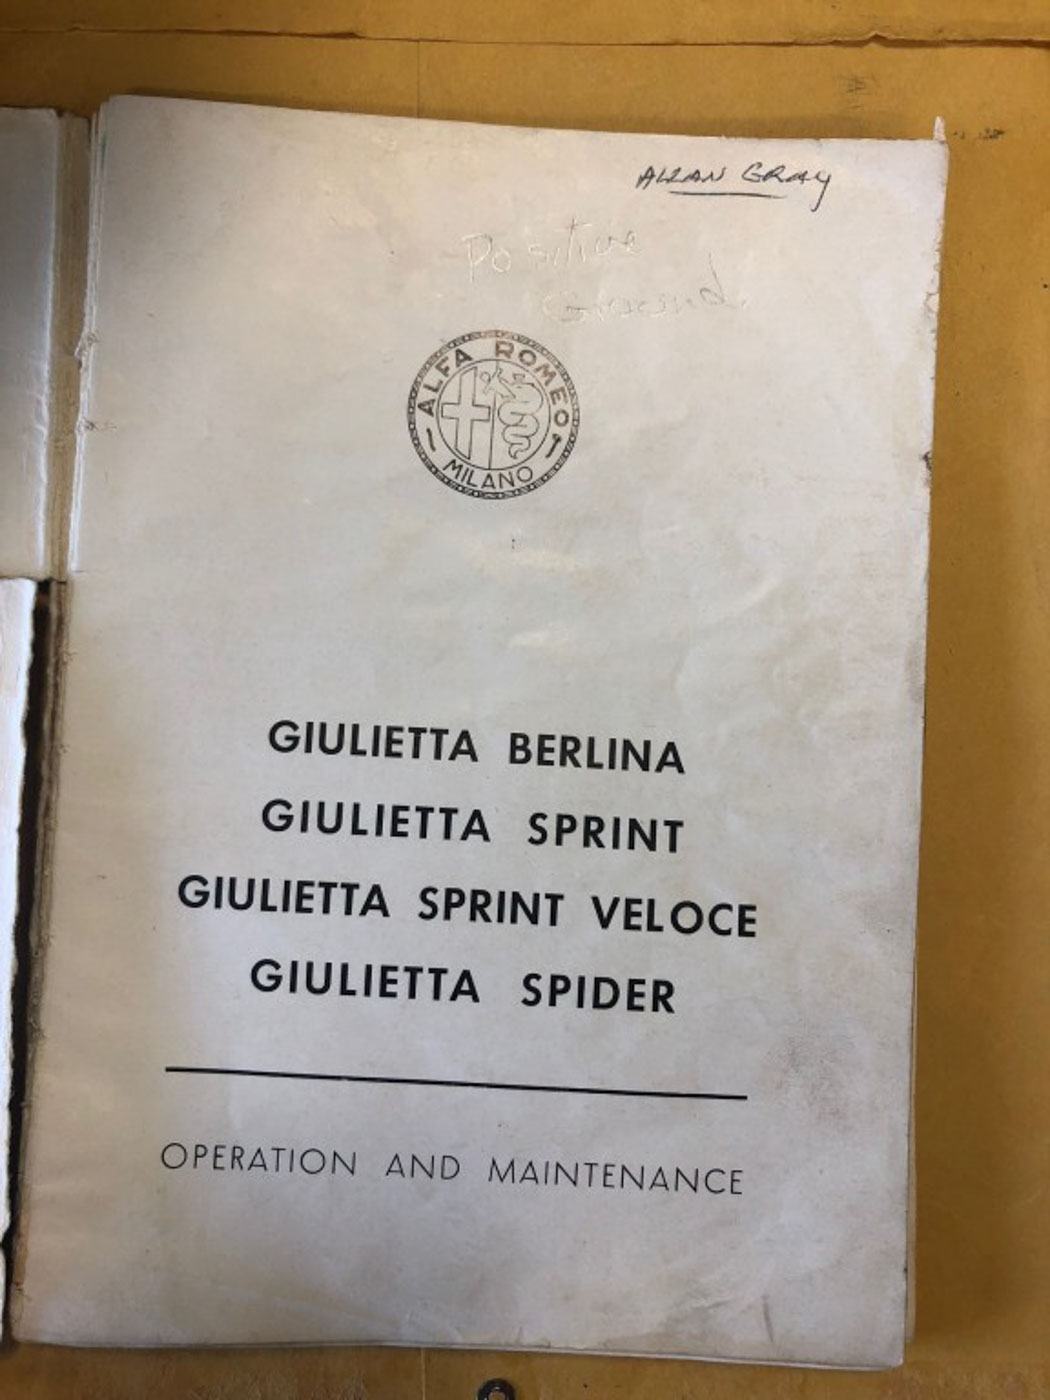 ALLAN GRAY
Positive
Ground.
ALFA ROMEO
MILANO
GIULIETTA BERLINA
GIULIETTA SPRINT
GIULIETTA SPRINT VELOCE
GIULIETTA SPIDER
OPERATION AND MAINTENANCE